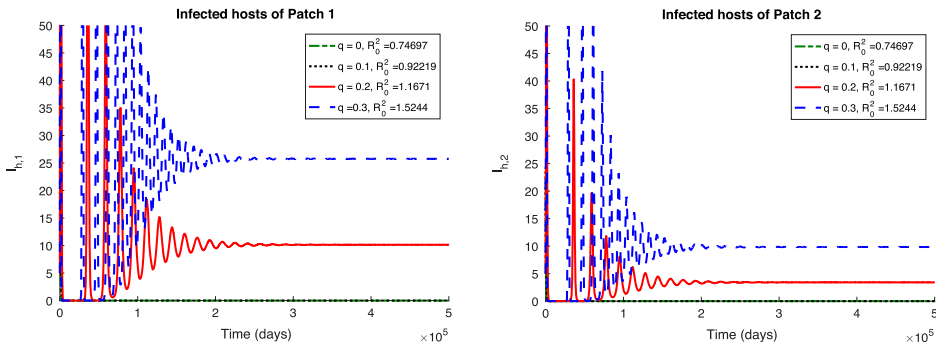 Infected hosts of Patch 1
50
45
40
35
30
25
20
15
10
5
0
I_{h,1}
0 1 2 3 4 5
Time (days)
×10^5
q = 0, R_0^2 =0.74697
q = 0.1, R_0^2 =0.92219
q = 0.2, R_0^2 =1.1671
q =0.3, R_0^2 =1.5244
Infected hosts of Patch 2
50
45
40
35
30
25
20
15
10
5
0
I_{h,2}
0 1 2 3 4 5
Time (days)
×10^5
q = 0, R_0^2 =0.74697
q = 0.1, R_0^2 =0.92219
q = 0.2, R_0^2 =1.1671
q = 0.3, R_0^2 =1.5244